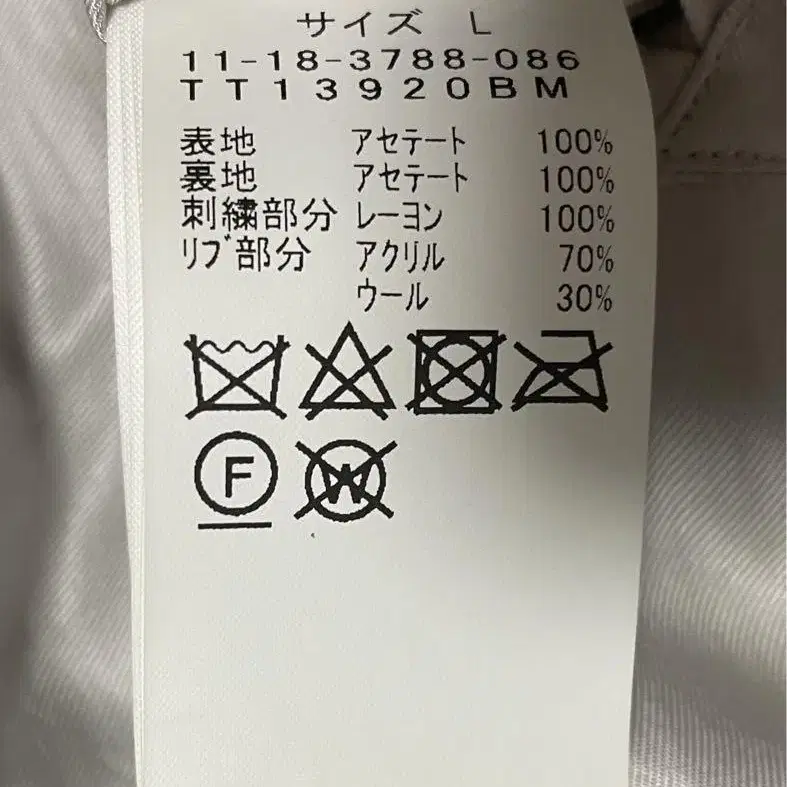 サイズ L
11-18-3788-086
TT13920BM
表地 アセテート 100%
裏地 アセテート 100%
刺繍部分 レーヨン 100%
リブ部分 アクリル 70%
ウール 30%
F W